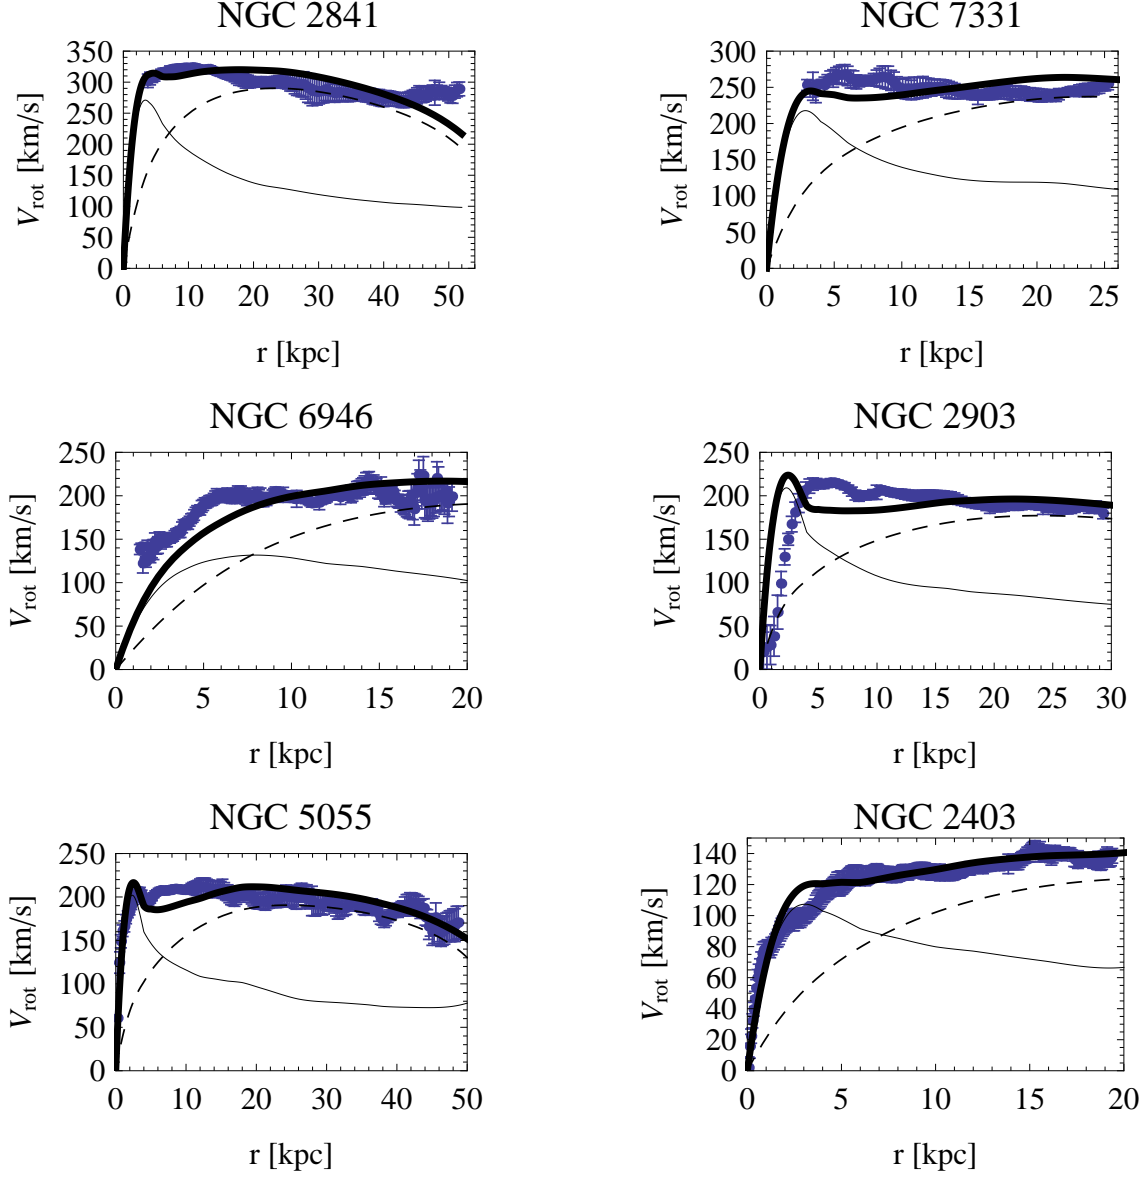 NGC 2841
350
300
250
200
150
100
50
0
V_rot [km/s]
0 10 20 30 40 50
r [kpc]
NGC 7331
300
250
200
150
100
50
0
V_rot [km/s]
0 5 10 15 20 25
r [kpc]
NGC 6946
250
200
150
100
50
0
V_rot [km/s]
0 5 10 15 20
r [kpc]
NGC 2903
250
200
150
100
50
0
V_rot [km/s]
0 5 10 15 20 25 30
r [kpc]
NGC 5055
250
200
150
100
50
0
V_rot [km/s]
0 10 20 30 40 50
r [kpc]
NGC 2403
140
120
100
80
60
40
20
0
V_rot [km/s]
0 5 10 15 20
r [kpc]